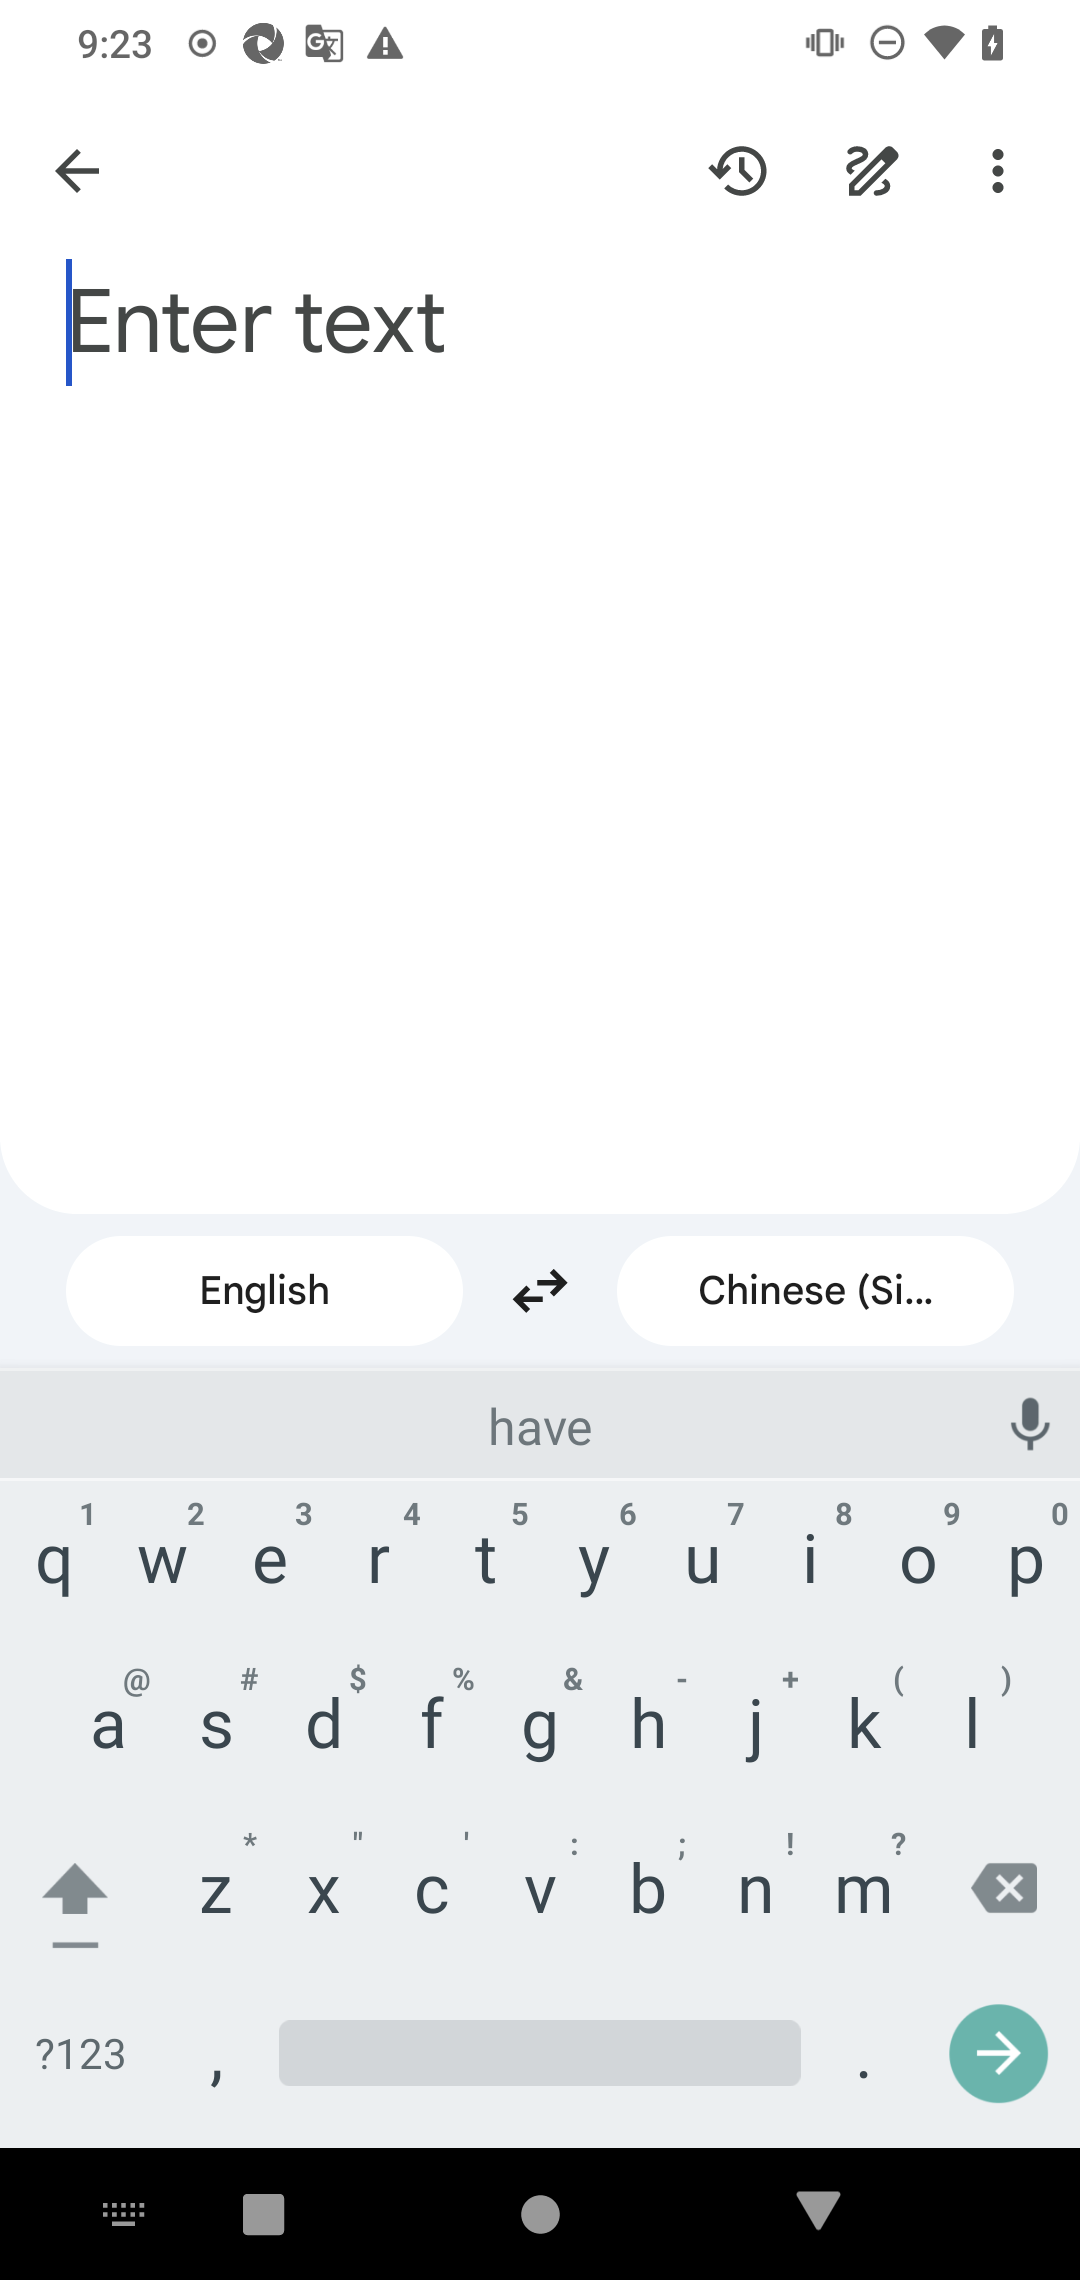 9:23
Enter text
English
Chinese (Si...
have
1 2 3 4 5 6 7 8 9 0
q w e r t y u i o p
@ # $ % & - + ( )
a s d f g h j k l
* " ' : ; ! ?
z x c v b n m
?123 , .